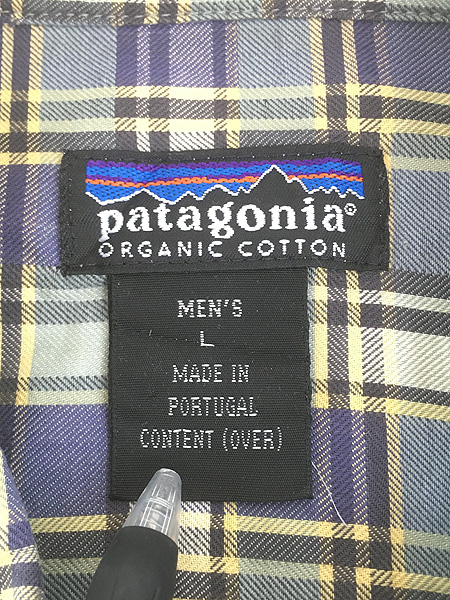 patagonia®
ORGANIC COTTON
MEN'S
L
MADE IN
PORTUGAL
CONTENT (OVER)